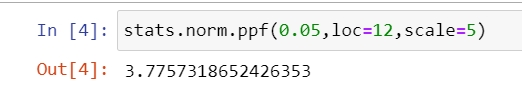 In [4]: stats.norm.ppf(0.05,loc=12,scale=5)
Out[4]: 3.7757318652426353